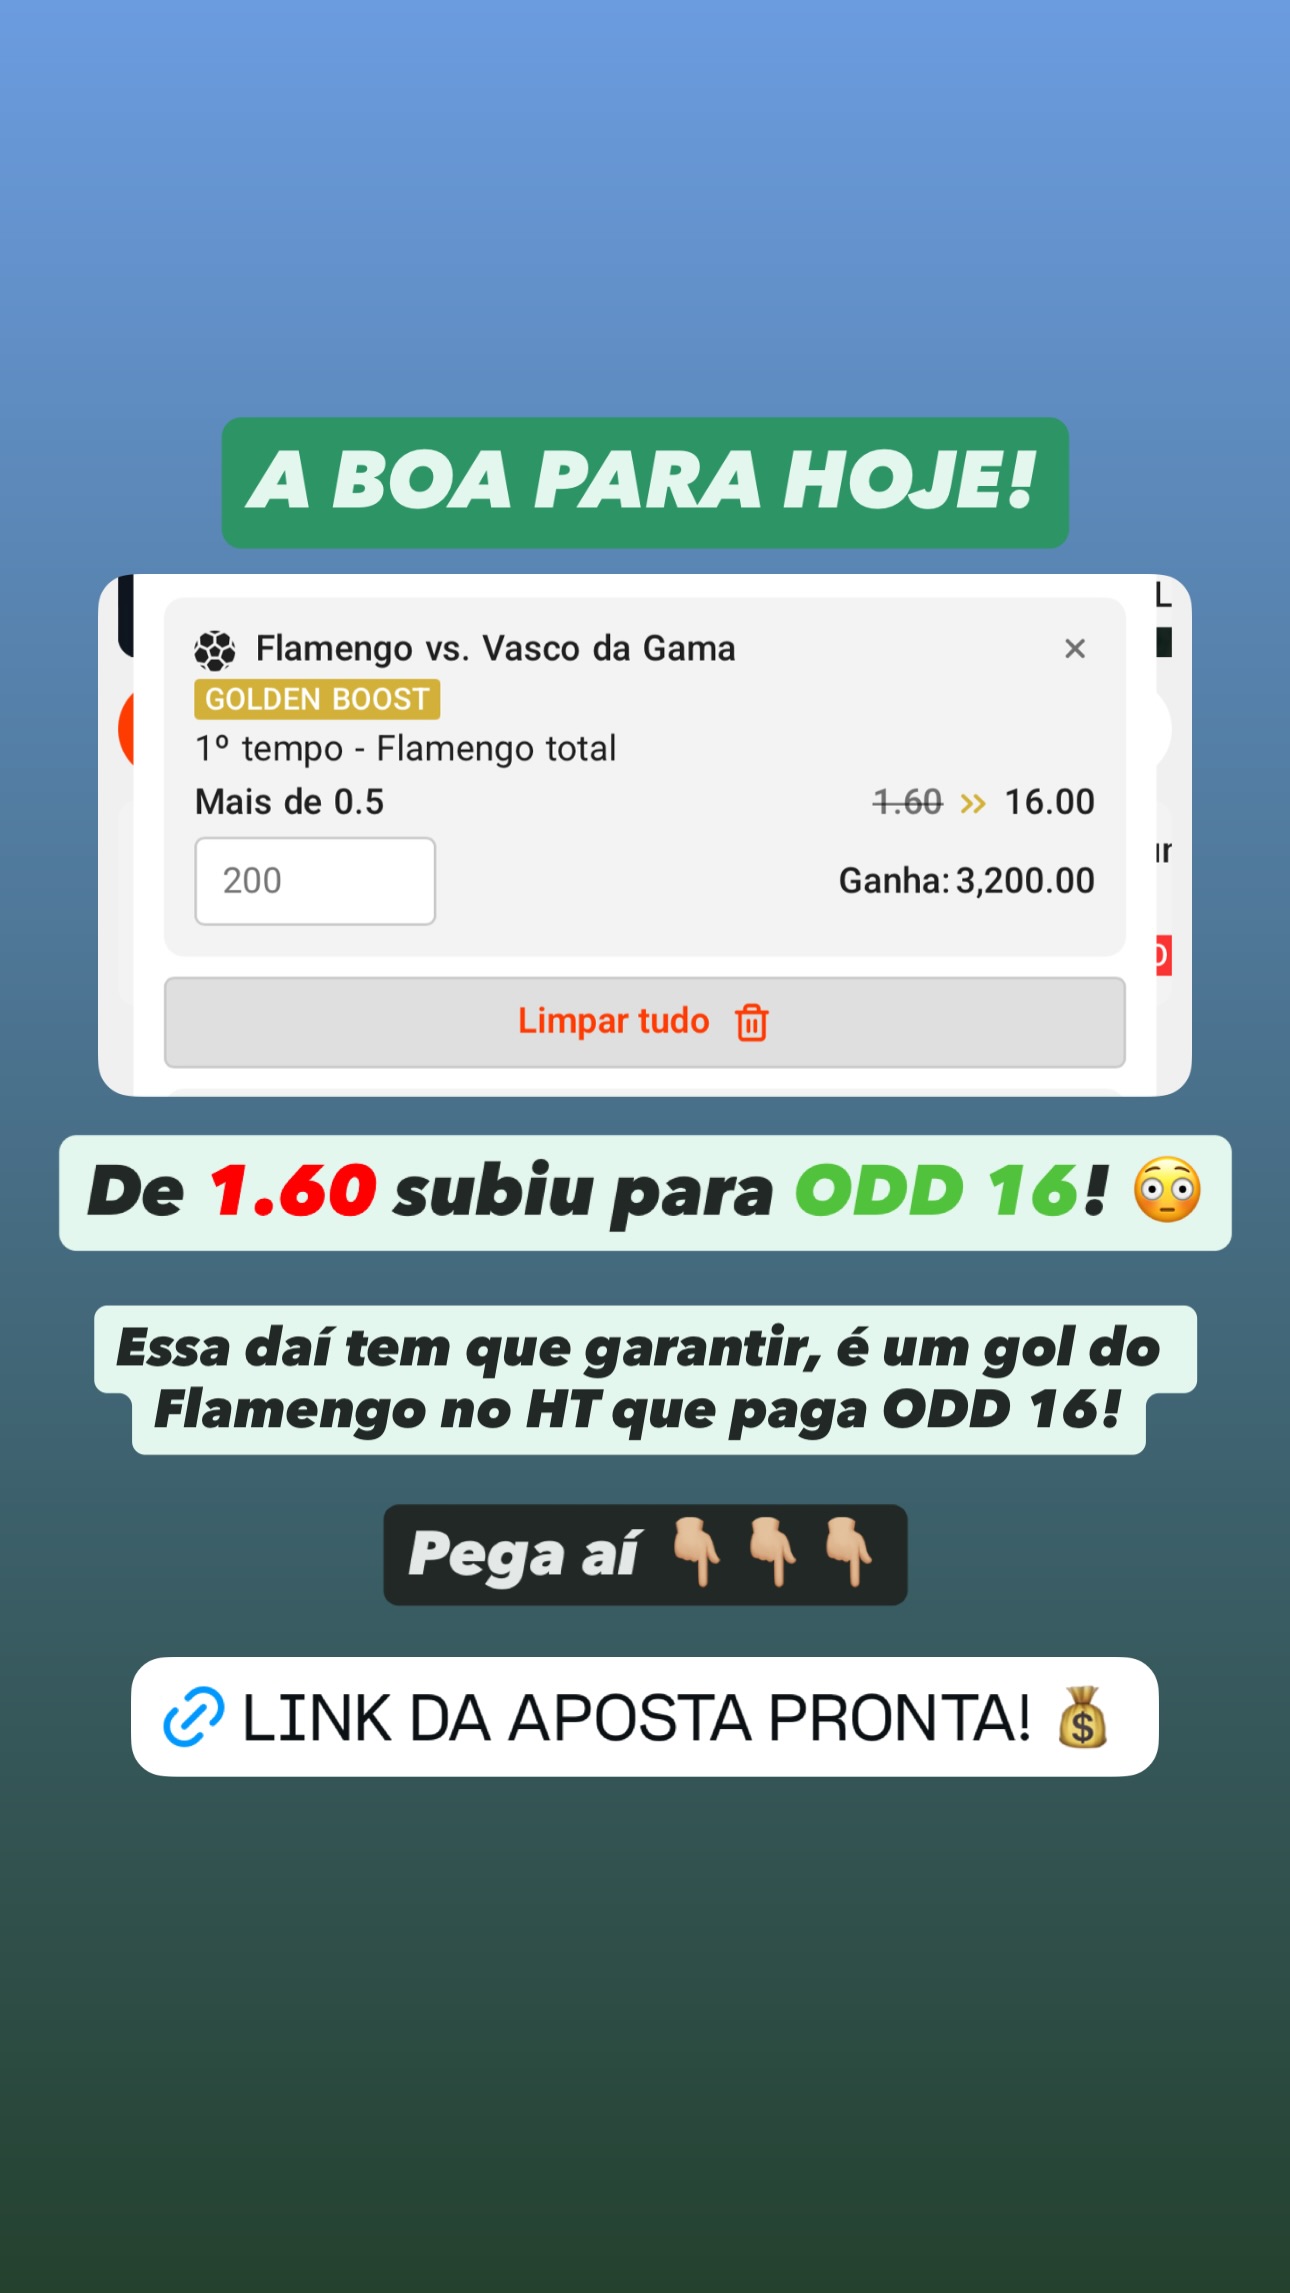 A BOA PARA HOJE!
Flamengo vs. Vasco da Gama
GOLDEN BOOST
1º tempo - Flamengo total
Mais de 0.5 1.60 >> 16.00
200 Ganha: 3,200.00
Limpar tudo
De 1.60 subiu para ODD 16! 😳
Essa daí tem que garantir, é um gol do
Flamengo no HT que paga ODD 16!
Pega aí 👇🏼👇🏼👇🏼
LINK DA APOSTA PRONTA! 💰